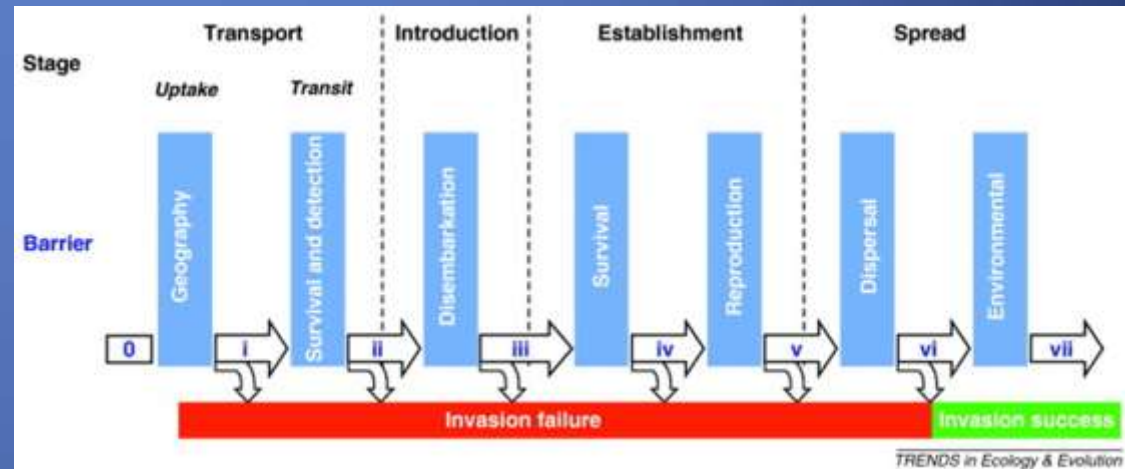 Transport Introduction Establishment Spread
Stage
Uptake Transit
Geography
Survival and detection
Disembarkation
Survival
Reproduction
Dispersal
Environmental
Barrier
0 i ii iii iv v vi vii
Invasion failure Invasion success
TRENDS in Ecology & Evolution